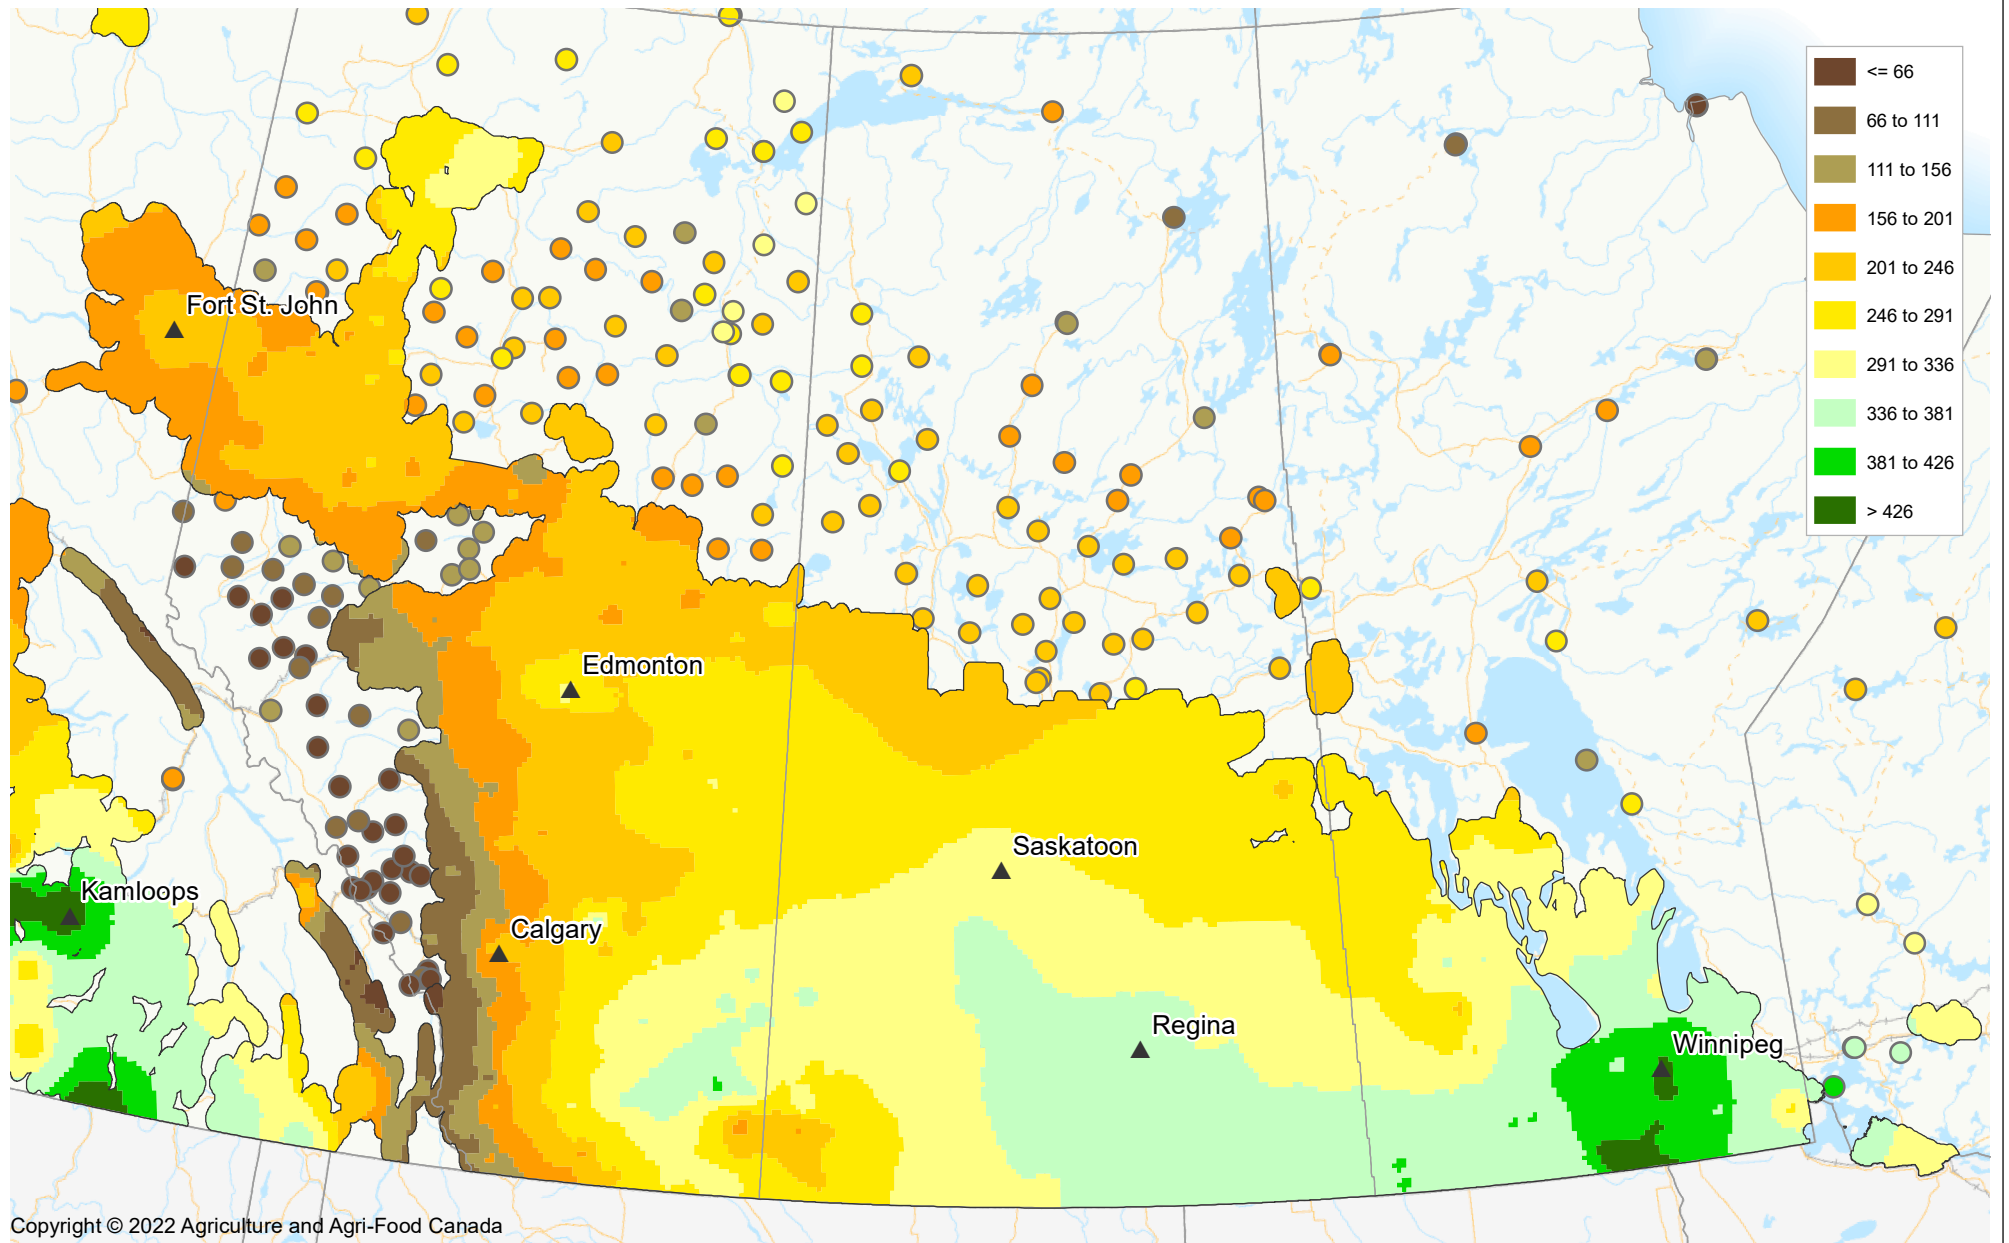 <= 66
66 to 111
111 to 156
156 to 201
201 to 246
246 to 291
291 to 336
336 to 381
381 to 426
> 426
Fort St. John
Edmonton
Saskatoon
Kamloops
Calgary
Regina
Winnipeg
Copyright © 2022 Agriculture and Agri-Food Canada